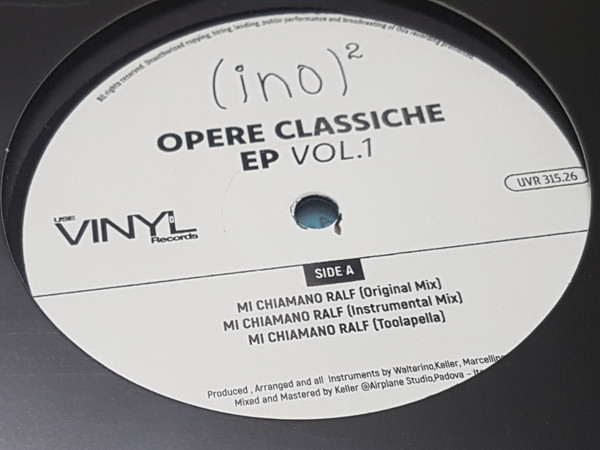 All rights reserved. Unauthorised copying, hiring, landing, public performance and broadcasting of this recording prohibited.
(ino)²
OPERE CLASSICHE
EP VOL.1
UVR 315.26
USE
VINYL
Records
SIDE A
MI CHIAMANO RALF (Original Mix)
MI CHIAMANO RALF (Instrumental Mix)
MI CHIAMANO RALF (Toolapella)
Produced , Arranged and all Instruments by Walterino,Keller, Marcellino
Mixed and Mastered by Keller @Airplane Studio,Padova -